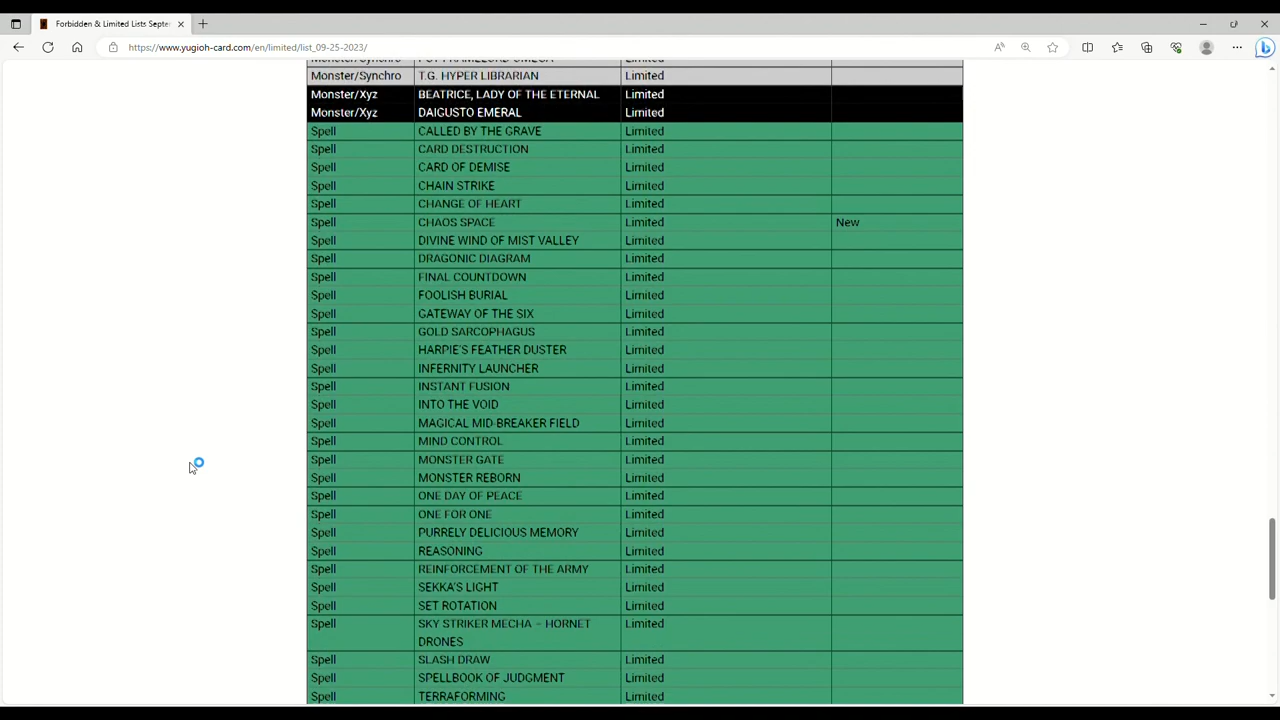 Forbidden & Limited Lists Septe
https://www.yugioh-card.com/en/limited/list_09-25-2023/
Monster/Synchro T.G. HYPER LIBRARIAN Limited
Monster/Xyz BEATRICE, LADY OF THE ETERNAL Limited
Monster/Xyz DAIGUSTO EMERAL Limited
Spell CALLED BY THE GRAVE Limited
Spell CARD DESTRUCTION Limited
Spell CARD OF DEMISE Limited
Spell CHAIN STRIKE Limited
Spell CHANGE OF HEART Limited
Spell CHAOS SPACE Limited New
Spell DIVINE WIND OF MIST VALLEY Limited
Spell DRAGONIC DIAGRAM Limited
Spell FINAL COUNTDOWN Limited
Spell FOOLISH BURIAL Limited
Spell GATEWAY OF THE SIX Limited
Spell GOLD SARCOPHAGUS Limited
Spell HARPIE'S FEATHER DUSTER Limited
Spell INFERNITY LAUNCHER Limited
Spell INSTANT FUSION Limited
Spell INTO THE VOID Limited
Spell MAGICAL MID-BREAKER FIELD Limited
Spell MIND CONTROL Limited
Spell MONSTER GATE Limited
Spell MONSTER REBORN Limited
Spell ONE DAY OF PEACE Limited
Spell ONE FOR ONE Limited
Spell PURRELY DELICIOUS MEMORY Limited
Spell REASONING Limited
Spell REINFORCEMENT OF THE ARMY Limited
Spell SEKKA'S LIGHT Limited
Spell SET ROTATION Limited
Spell SKY STRIKER MECHA – HORNET Limited
DRONES
Spell SLASH DRAW Limited
Spell SPELLBOOK OF JUDGMENT Limited
Spell TERRAFORMING Limited